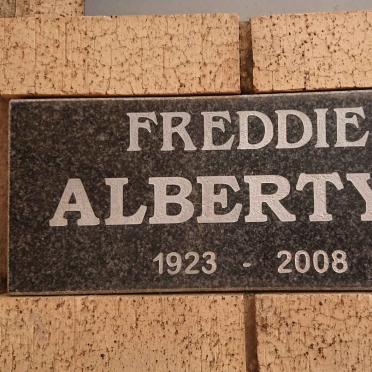 FREDDIE
ALBERTY
1923 - 2008